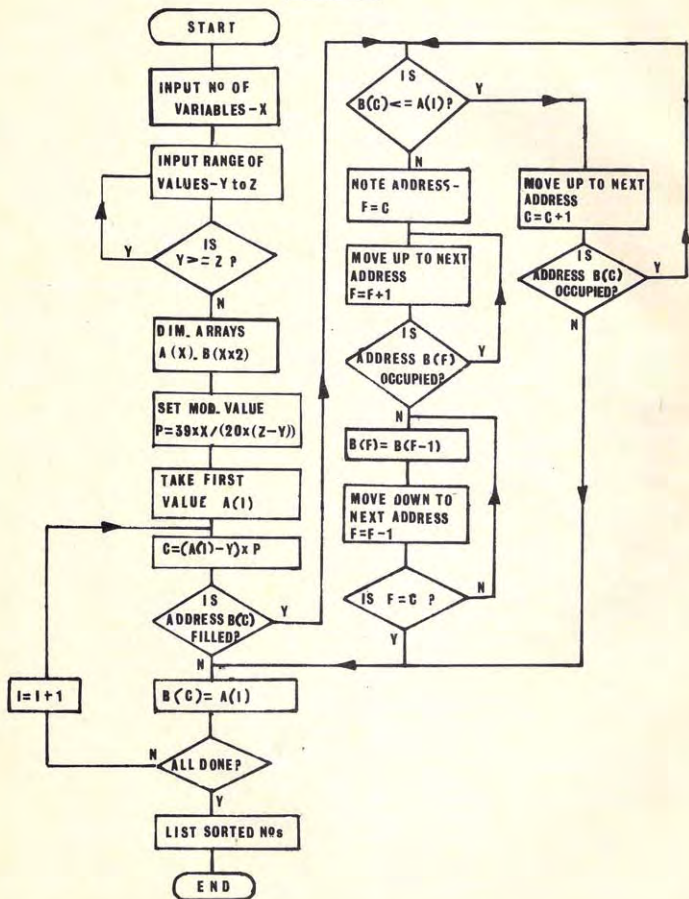 START
INPUT Nº OF
VARIABLES-X
INPUT RANGE OF
VALUES-Y to Z
IS
Y>=Z ?
Y
N
DIM. ARRAYS
A(X). B(Xx2)
SET MOD. VALUE
P=39xX/(20x(Z-Y))
TAKE FIRST
VALUE A(I)
C=(A(I)-Y)x P
IS
ADDRESS B(C)
FILLED?
Y
N
B(C)= A(I)
I=I+1
N
ALL DONE?
Y
LIST SORTED Nºs
END
IS
B(C)<=A(I)?
Y
N
NOTE ADDRESS-
F=C
MOVE UP TO NEXT
ADDRESS
F=F+1
IS
ADDRESS B(F)
OCCUPIED?
Y
N
B(F)= B(F-1)
MOVE DOWN TO
NEXT ADDRESS
F=F-1
IS F=C ?
N
Y
MOVE UP TO NEXT
ADDRESS
C=C+1
IS
ADDRESS B(C)
OCCUPIED?
Y
N